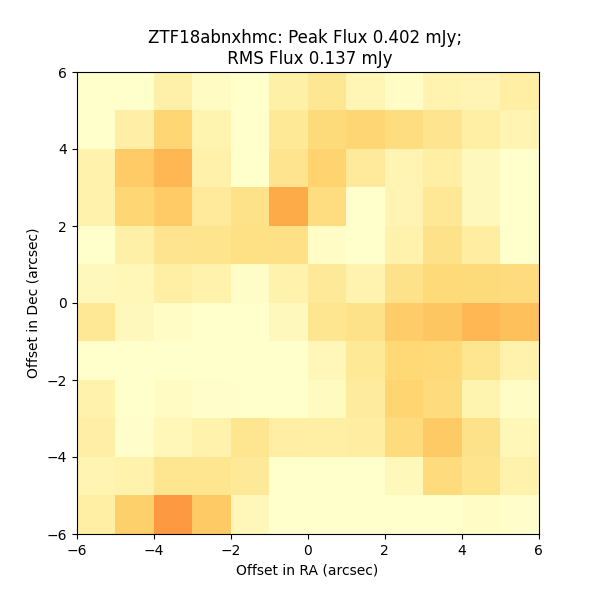 ZTF18abnxhmc: Peak Flux 0.402 mJy;
RMS Flux 0.137 mJy
6
4
2
0
−2
−4
−6
Offset in Dec (arcsec)
−6 −4 −2 0 2 4 6
Offset in RA (arcsec)